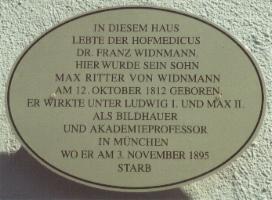 IN DIESEM HAUS
LEBTE DER HOFMEDICUS
DR. FRANZ WIDNMANN.
HIER WURDE SEIN SOHN
MAX RITTER VON WIDNMANN
AM 12. OKTOBER 1812 GEBOREN.
ER WIRKTE UNTER LUDWIG I. UND MAX II.
ALS BILDHAUER
UND AKADEMIEPROFESSOR
IN MÜNCHEN
WO ER AM 3. NOVEMBER 1895
STARB